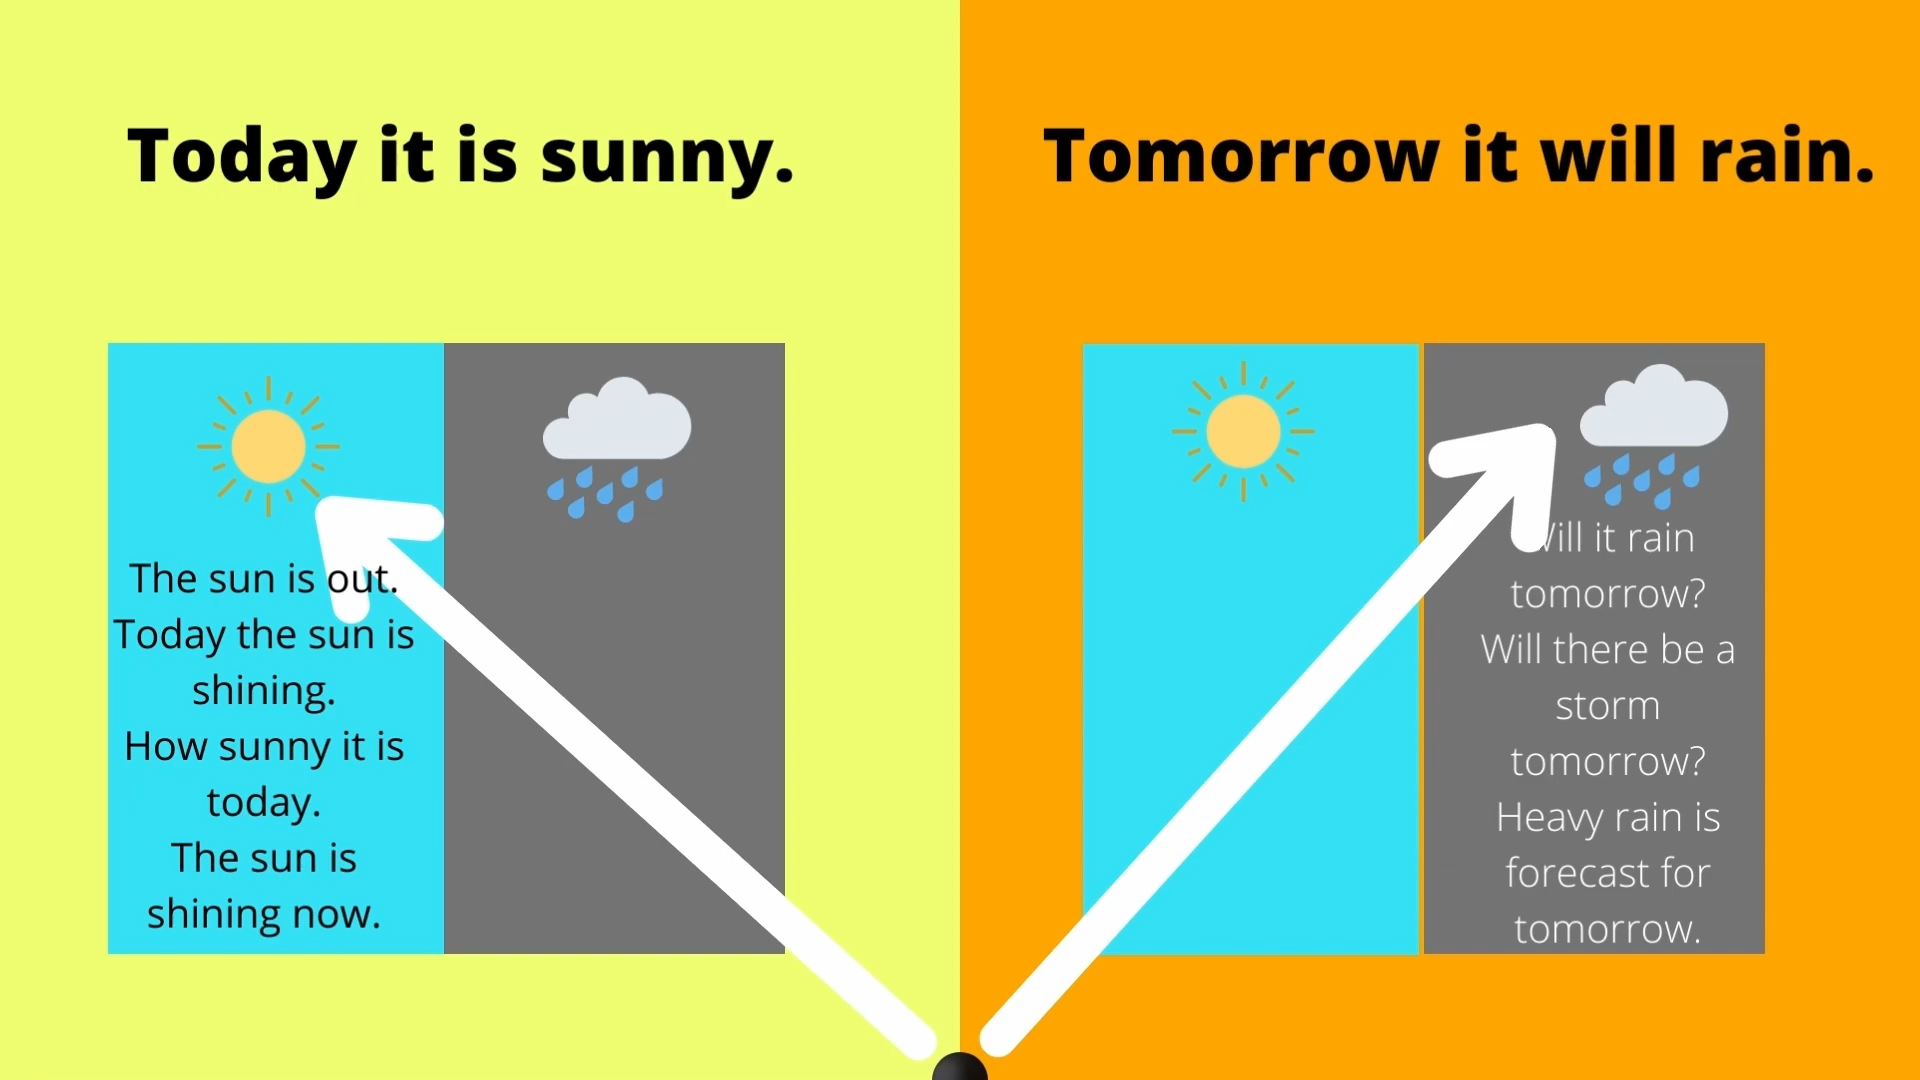 Today it is sunny.
The sun is out.
Today the sun is
shining.
How sunny it is
today.
The sun is
shining now.
Tomorrow it will rain.
Will it rain
tomorrow?
Will there be a
storm
tomorrow?
Heavy rain is
forecast for
tomorrow.